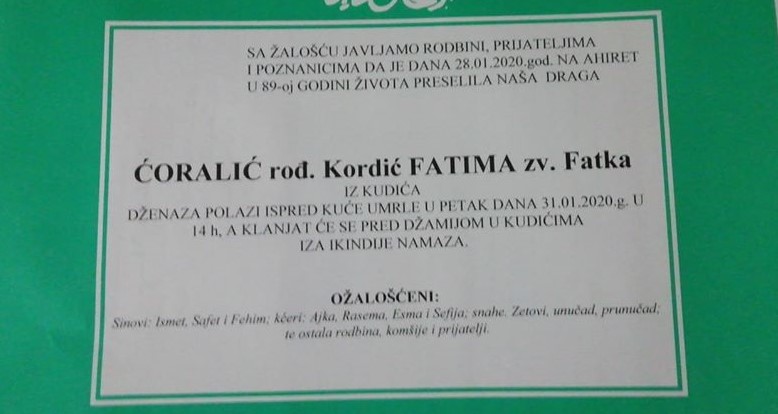 SA ŽALOŠĆU JAVLJAMO RODBINI, PRIJATELJIMA
I POZNANICIMA DA JE DANA 28.01.2020.god. NA AHIRET
U 89-oj GODINI ŽIVOTA PRESELILA NAŠA DRAGA
ĆORALIĆ rođ. Kordić FATIMA zv. Fatka
IZ KUDIĆA
DŽENAZA POLAZI ISPRED KUĆE UMRLE U PETAK DANA 31.01.2020.g. U
14 h, A KLANJAT ĆE SE PRED DŽAMIJOM U KUDIĆIMA
IZA IKINDIJE NAMAZA.
OŽALOŠĆENI:
Sinovi: Ismet, Safet i Fehim; kćeri: Ajka, Rasema, Esma i Sefija; snahe. Zetovi, unučad, prunučad;
te ostala rodbina, komšije i prijatelji.